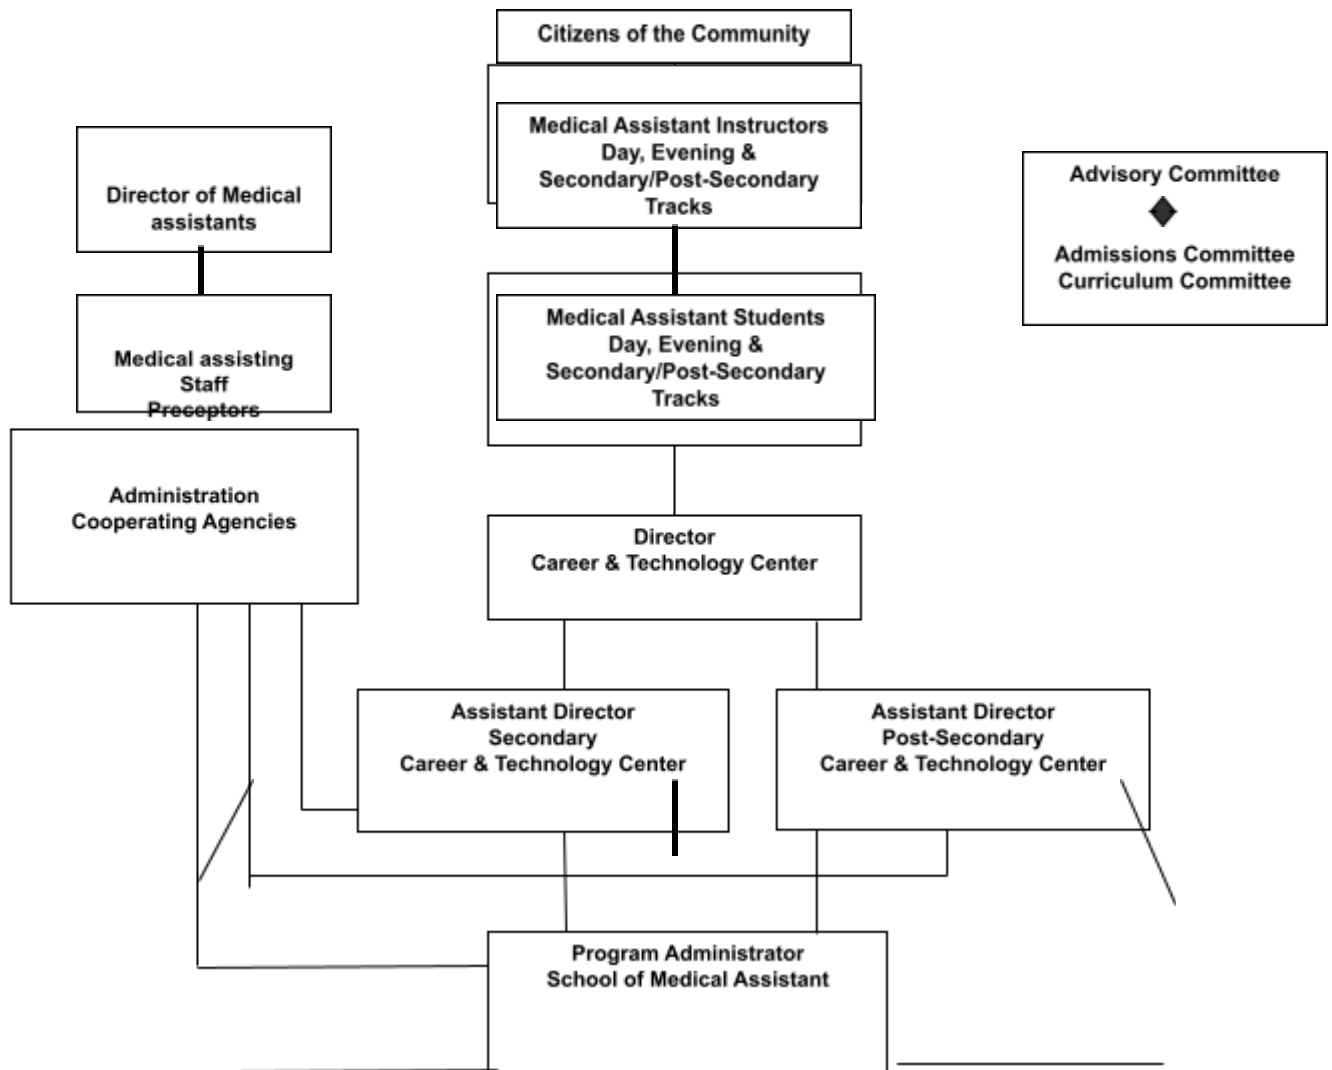 Citizens of the Community
Medical Assistant Instructors
Day, Evening &
Secondary/Post-Secondary
Tracks
Director of Medical
assistants
Advisory Committee
Admissions Committee
Curriculum Committee
Medical Assistant Students
Day, Evening &
Secondary/Post-Secondary
Tracks
Medical assisting
Staff
Preceptors
Administration
Cooperating Agencies
Director
Career & Technology Center
Assistant Director
Secondary
Career & Technology Center
Assistant Director
Post-Secondary
Career & Technology Center
Program Administrator
School of Medical Assistant